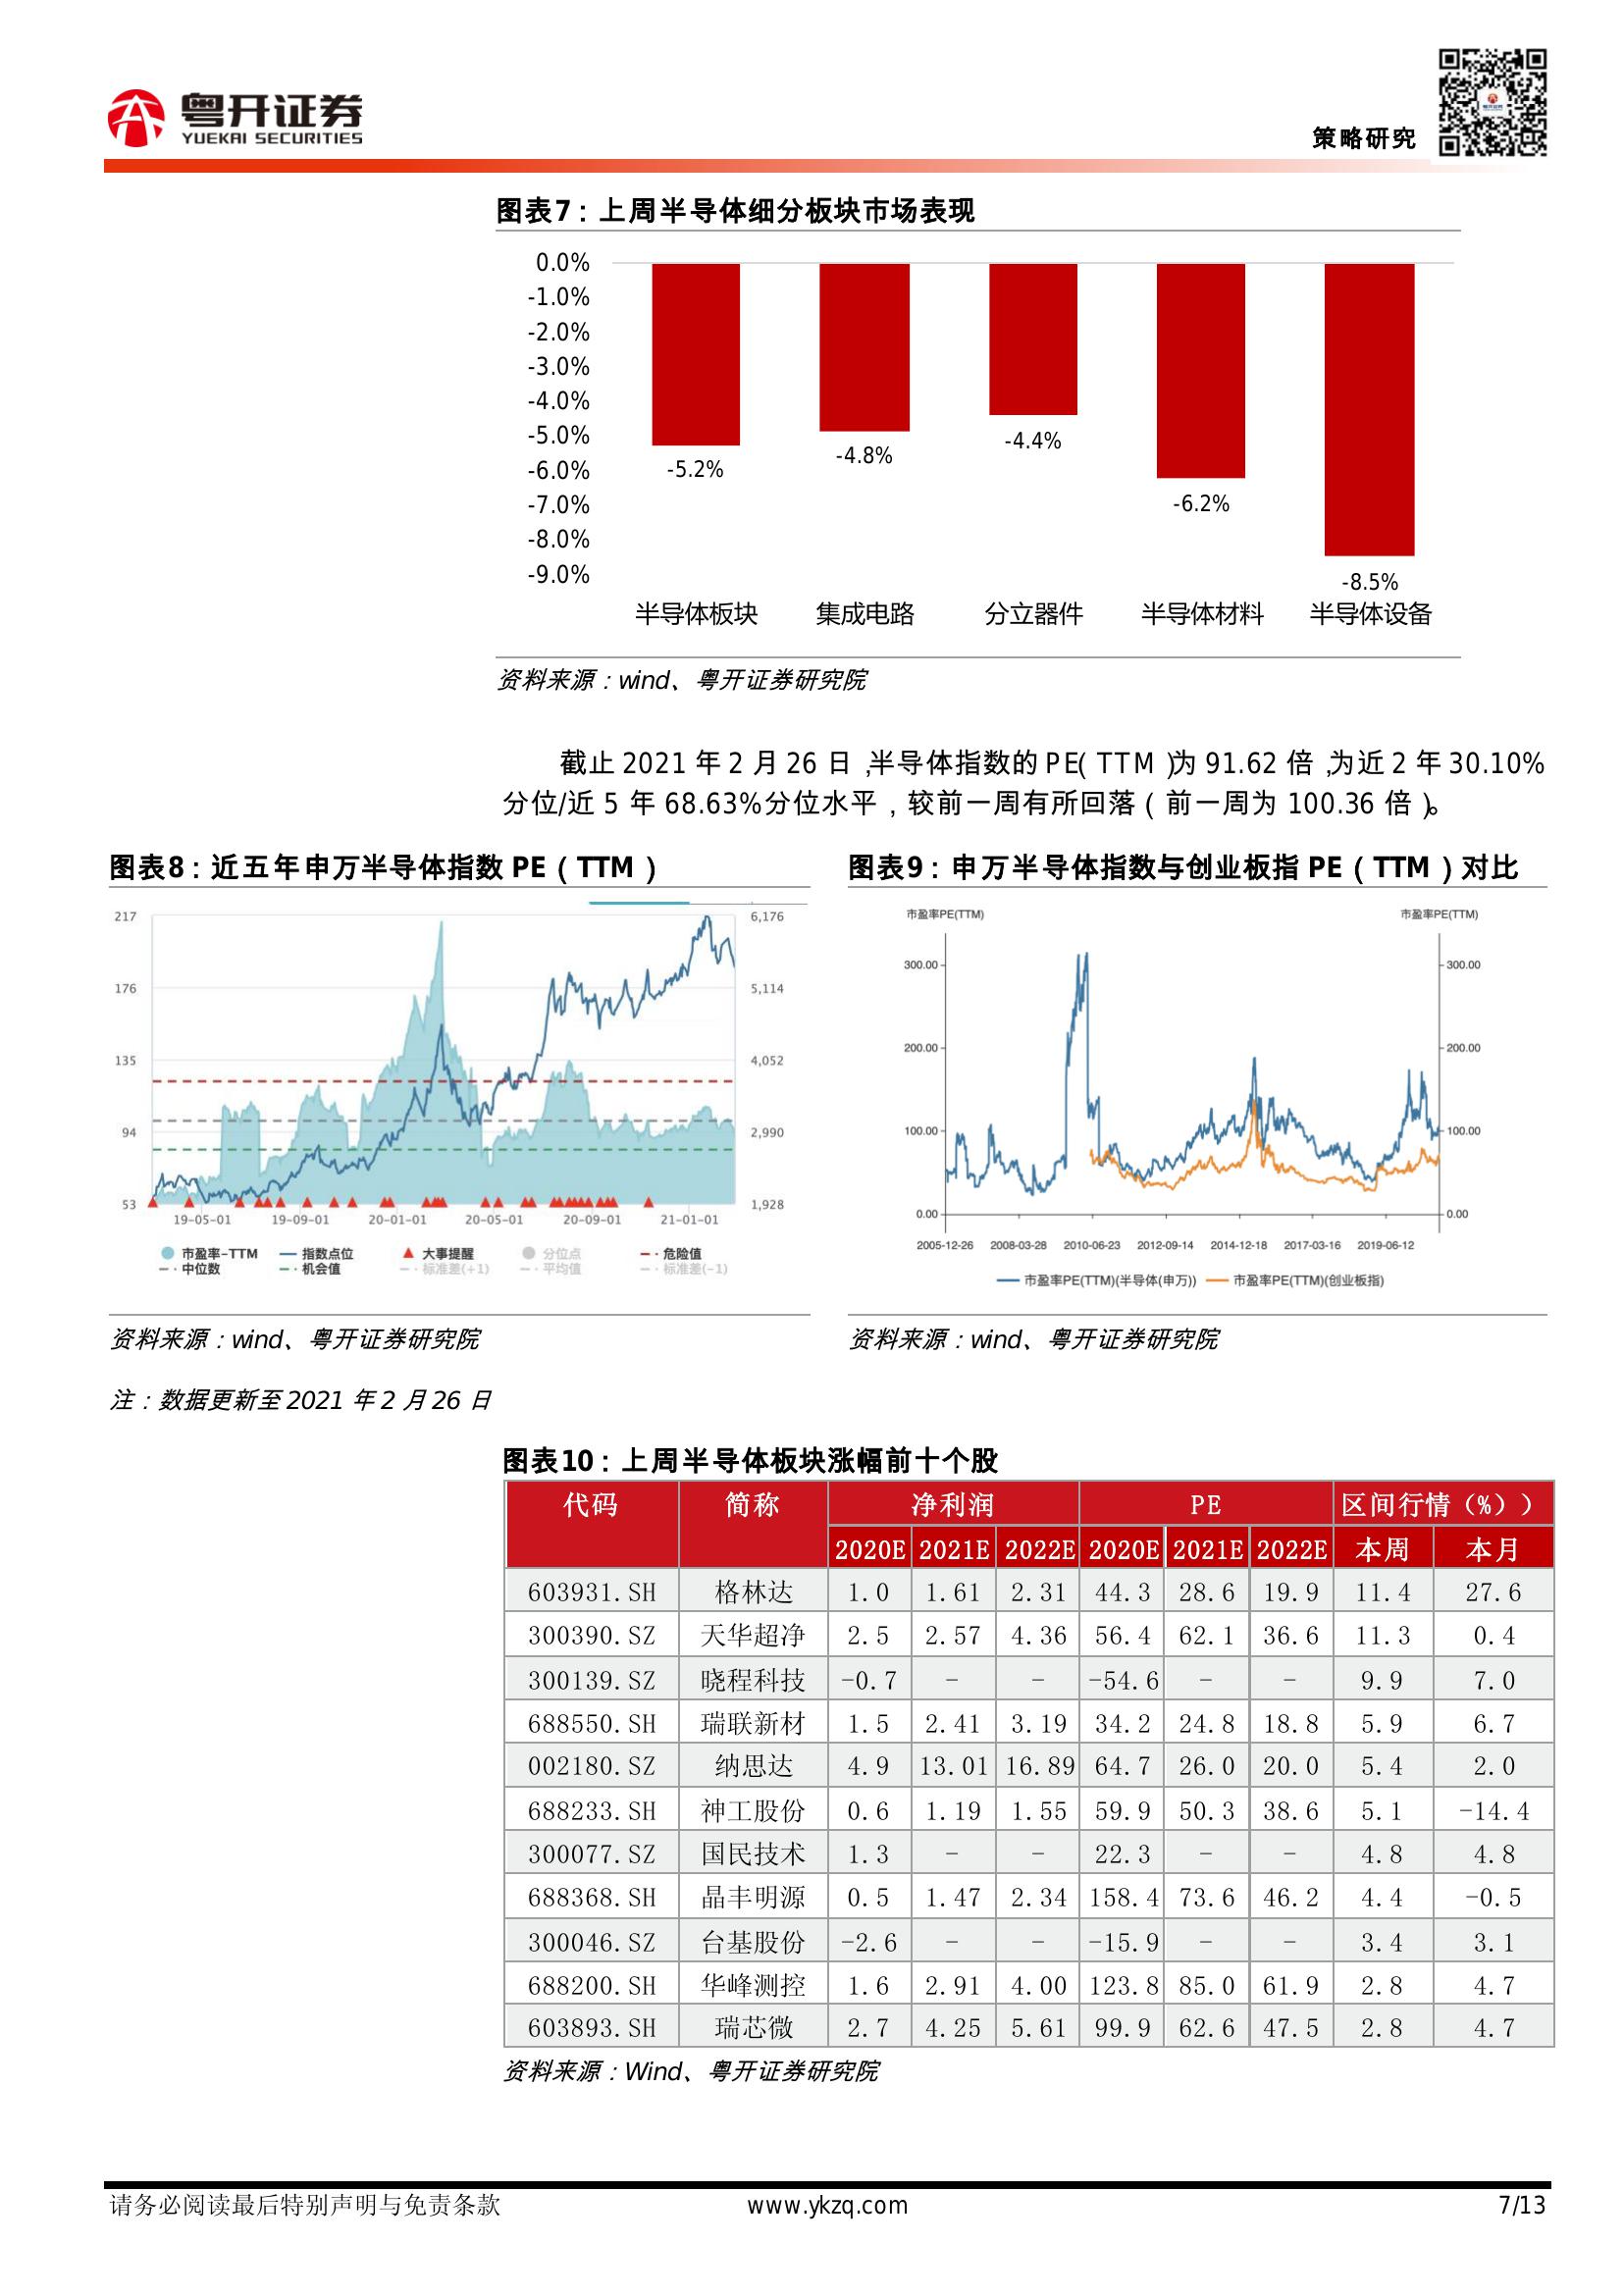 粤开证券
YUEKAI SECURITIES
策略研究
图表7：上周半导体细分板块市场表现
0.0%
-1.0%
-2.0%
-3.0%
-4.0%
-5.0%
-6.0%
-7.0%
-8.0%
-9.0%
-5.2%
-4.8%
-4.4%
-6.2%
-8.5%
半导体板块 集成电路 分立器件 半导体材料 半导体设备
资料来源：wind、粤开证券研究院
截止 2021 年 2 月 26 日，半导体指数的 PE（TTM）为 91.62 倍，为近 2 年 30.10%
分位/近 5 年 68.63%分位水平，较前一周有所回落（前一周为 100.36 倍）。
图表8：近五年申万半导体指数 PE（TTM）
217
176
135
94
53
6,176
5,114
4,052
2,990
1,928
19-05-01 19-09-01 20-01-01 20-05-01 20-09-01 21-01-01
市盈率-TTM 指数点位 大事提醒 分位点 危险值
中位数 机会值 标准差(+1) 平均值 标准差(-1)
资料来源：wind、粤开证券研究院
图表9：申万半导体指数与创业板指 PE（TTM）对比
市盈率PE(TTM) 市盈率PE(TTM)
300.00 300.00
200.00 200.00
100.00 100.00
0.00 0.00
2005-12-26 2008-03-28 2010-06-23 2012-09-14 2014-12-18 2017-03-16 2019-06-12
市盈率PE(TTM)(半导体(申万)) 市盈率PE(TTM)(创业板指)
资料来源：wind、粤开证券研究院
注：数据更新至 2021 年 2 月 26 日
图表10：上周半导体板块涨幅前十个股
代码 简称 净利润 PE 区间行情（%））
2020E 2021E 2022E 2020E 2021E 2022E 本周 本月
603931.SH 格林达 1.0 1.61 2.31 44.3 28.6 19.9 11.4 27.6
300390.SZ 天华超净 2.5 2.57 4.36 56.4 62.1 36.6 11.3 0.4
300139.SZ 晓程科技 -0.7 - - -54.6 - - 9.9 7.0
688550.SH 瑞联新材 1.5 2.41 3.19 34.2 24.8 18.8 5.9 6.7
002180.SZ 纳思达 4.9 13.01 16.89 64.7 26.0 20.0 5.4 2.0
688233.SH 神工股份 0.6 1.19 1.55 59.9 50.3 38.6 5.1 -14.4
300077.SZ 国民技术 1.3 - - 22.3 - - 4.8 4.8
688368.SH 晶丰明源 0.5 1.47 2.34 158.4 73.6 46.2 4.4 -0.5
300046.SZ 台基股份 -2.6 - - -15.9 - - 3.4 3.1
688200.SH 华峰测控 1.6 2.91 4.00 123.8 85.0 61.9 2.8 4.7
603893.SH 瑞芯微 2.7 4.25 5.61 99.9 62.6 47.5 2.8 4.7
资料来源：Wind、粤开证券研究院
请务必阅读最后特别声明与免责条款 www.ykzq.com 7/13